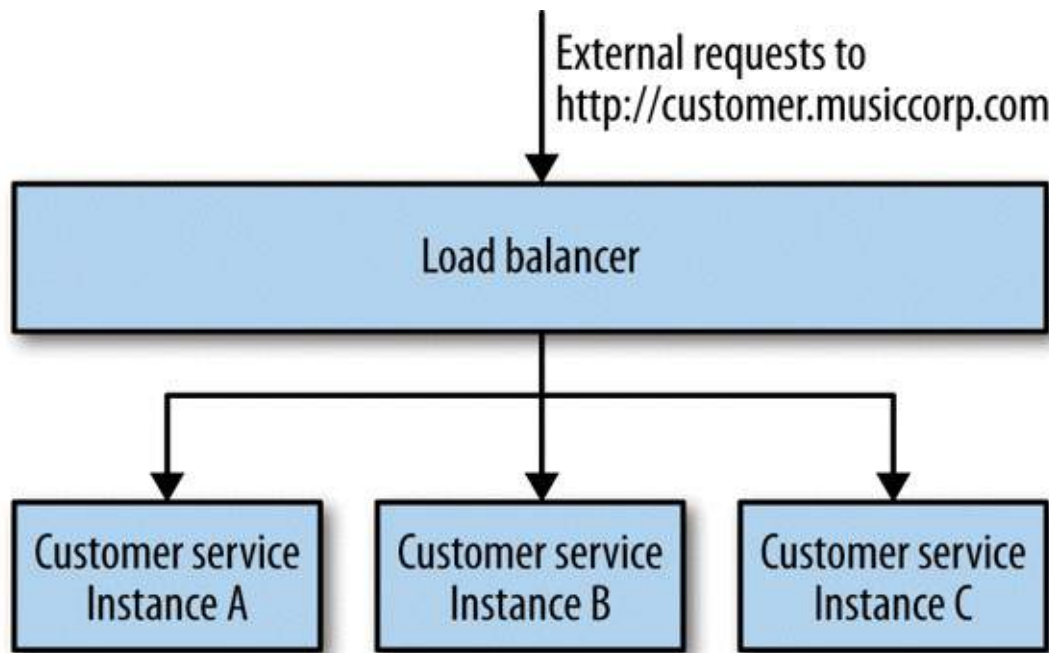 External requests to
http://customer.musiccorp.com
Load balancer
Customer service
Instance A
Customer service
Instance B
Customer service
Instance C